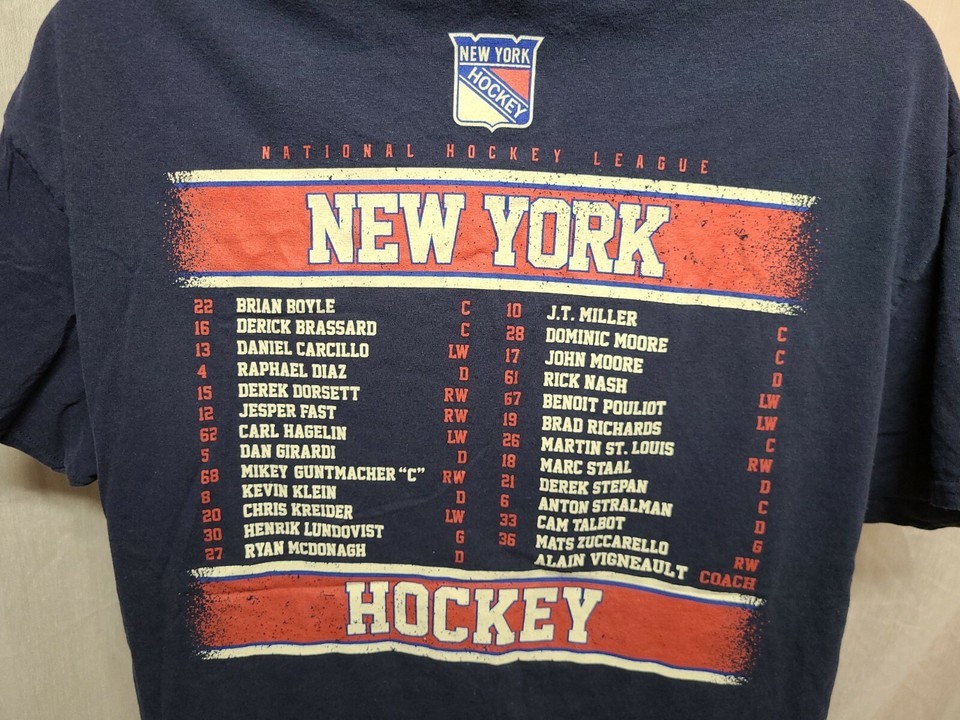 NEW YORK
HOCKEY
NATIONAL HOCKEY LEAGUE
NEW YORK
22 BRIAN BOYLE C
16 DERICK BRASSARD C
13 DANIEL CARCILLO LW
4 RAPHAEL DIAZ D
15 DEREK DORSETT RW
12 JESPER FAST RW
62 CARL HAGELIN LW
5 DAN GIRARDI D
68 MIKEY GUNTMACHER "C" RW
8 KEVIN KLEIN D
20 CHRIS KREIDER LW
30 HENRIK LUNDQVIST G
27 RYAN MCDONAGH D
10 J.T. MILLER C
28 DOMINIC MOORE C
17 JOHN MOORE D
61 RICK NASH LW
67 BENOIT POULIOT LW
19 BRAD RICHARDS C
26 MARTIN ST. LOUIS RW
18 MARC STAAL D
21 DEREK STEPAN C
6 ANTON STRALMAN D
33 CAM TALBOT G
36 MATS ZUCCARELLO RW
ALAIN VIGNEAULT COACH
HOCKEY